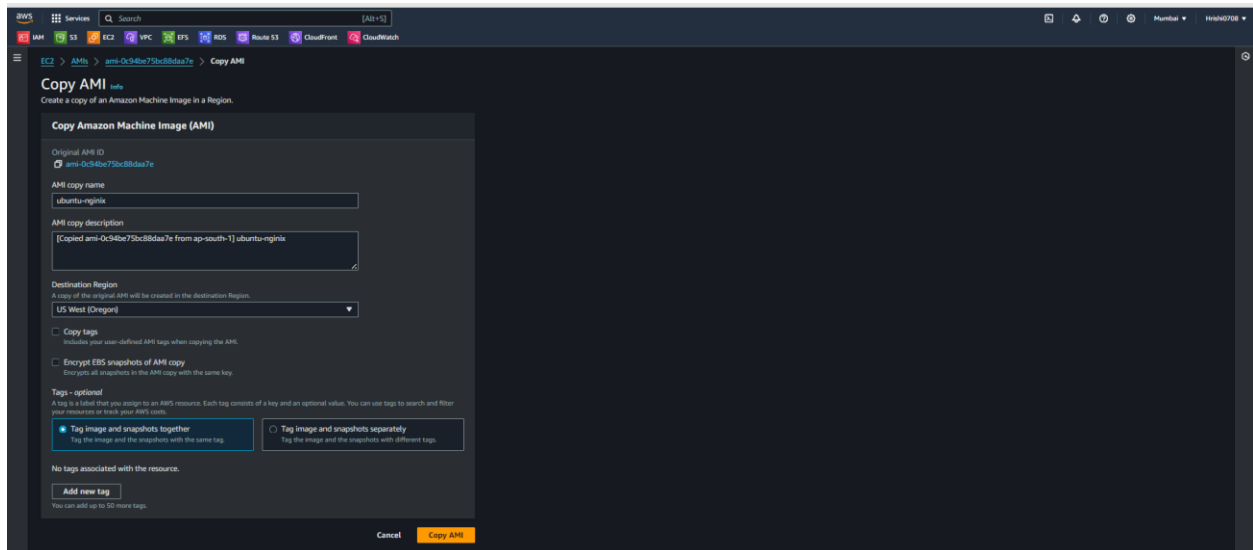 aws
Services
Search
[Alt+S]
Mumbai
Hrishi0708
IAM
S3
EC2
VPC
EFS
RDS
Route 53
CloudFront
CloudWatch
EC2 > AMIs > ami-0c94be75bc88daa7e > Copy AMI
Copy AMI Info
Create a copy of an Amazon Machine Image in a Region.
Copy Amazon Machine Image (AMI)
Original AMI ID
ami-0c94be75bc88daa7e
AMI copy name
ubuntu-nginix
AMI copy description
[Copied ami-0c94be75bc88daa7e from ap-south-1] ubuntu-nginix
Destination Region
A copy of the original AMI will be created in the destination Region.
US West (Oregon)
Copy tags
Includes your user-defined AMI tags when copying the AMI.
Encrypt EBS snapshots of AMI copy
Encrypts all snapshots in the AMI copy with the same key.
Tags - optional
A tag is a label that you assign to an AWS resource. Each tag consists of a key and an optional value. You can use tags to search and filter
your resources or track your AWS costs.
Tag image and snapshots together
Tag the image and the snapshots with the same tag.
Tag image and snapshots separately
Tag the image and the snapshots with different tags.
No tags associated with the resource.
Add new tag
You can add up to 50 more tags.
Cancel
Copy AMI